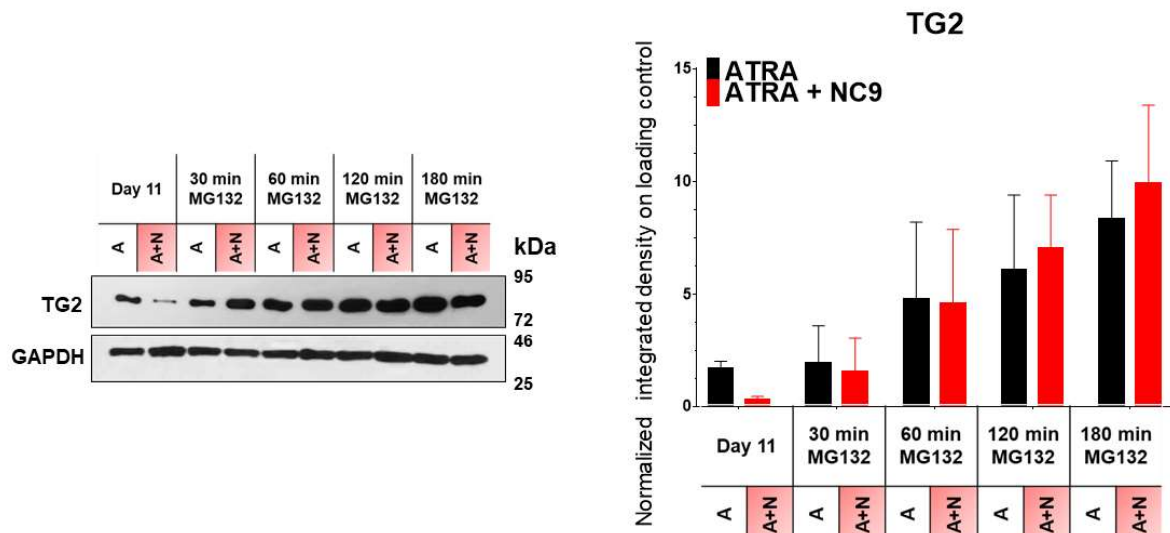 Day 11
30 min
MG132
60 min
MG132
120 min
MG132
180 min
MG132
A
A+N
A
A+N
A
A+N
A
A+N
A
A+N
kDa
TG2
95
72
GAPDH
46
25
TG2
ATRA
ATRA + NC9
Normalized integrated density on loading control
15
10
5
0
Day 11
30 min
MG132
60 min
MG132
120 min
MG132
180 min
MG132
A
A+N
A
A+N
A
A+N
A
A+N
A
A+N